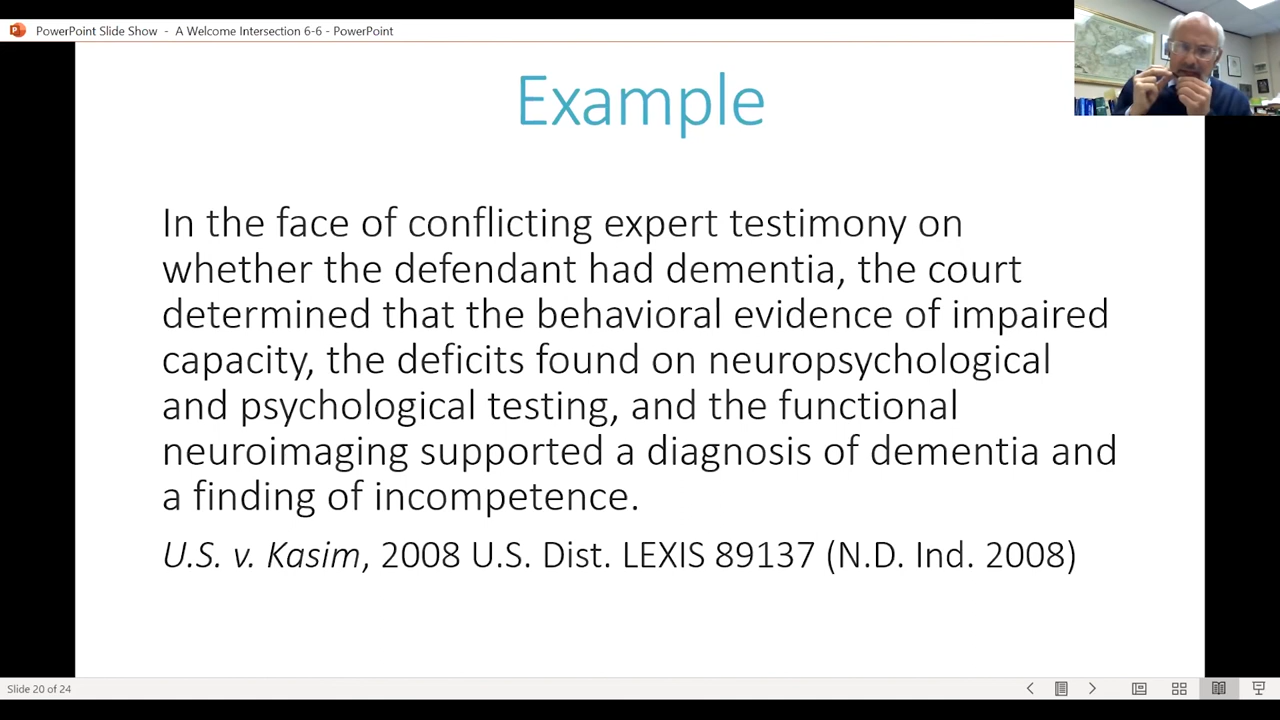 PowerPoint Slide Show - A Welcome Intersection 6-6 - PowerPoint
Example
In the face of conflicting expert testimony on
whether the defendant had dementia, the court
determined that the behavioral evidence of impaired
capacity, the deficits found on neuropsychological
and psychological testing, and the functional
neuroimaging supported a diagnosis of dementia and
a finding of incompetence.
U.S. v. Kasim, 2008 U.S. Dist. LEXIS 89137 (N.D. Ind. 2008)
Slide 20 of 24